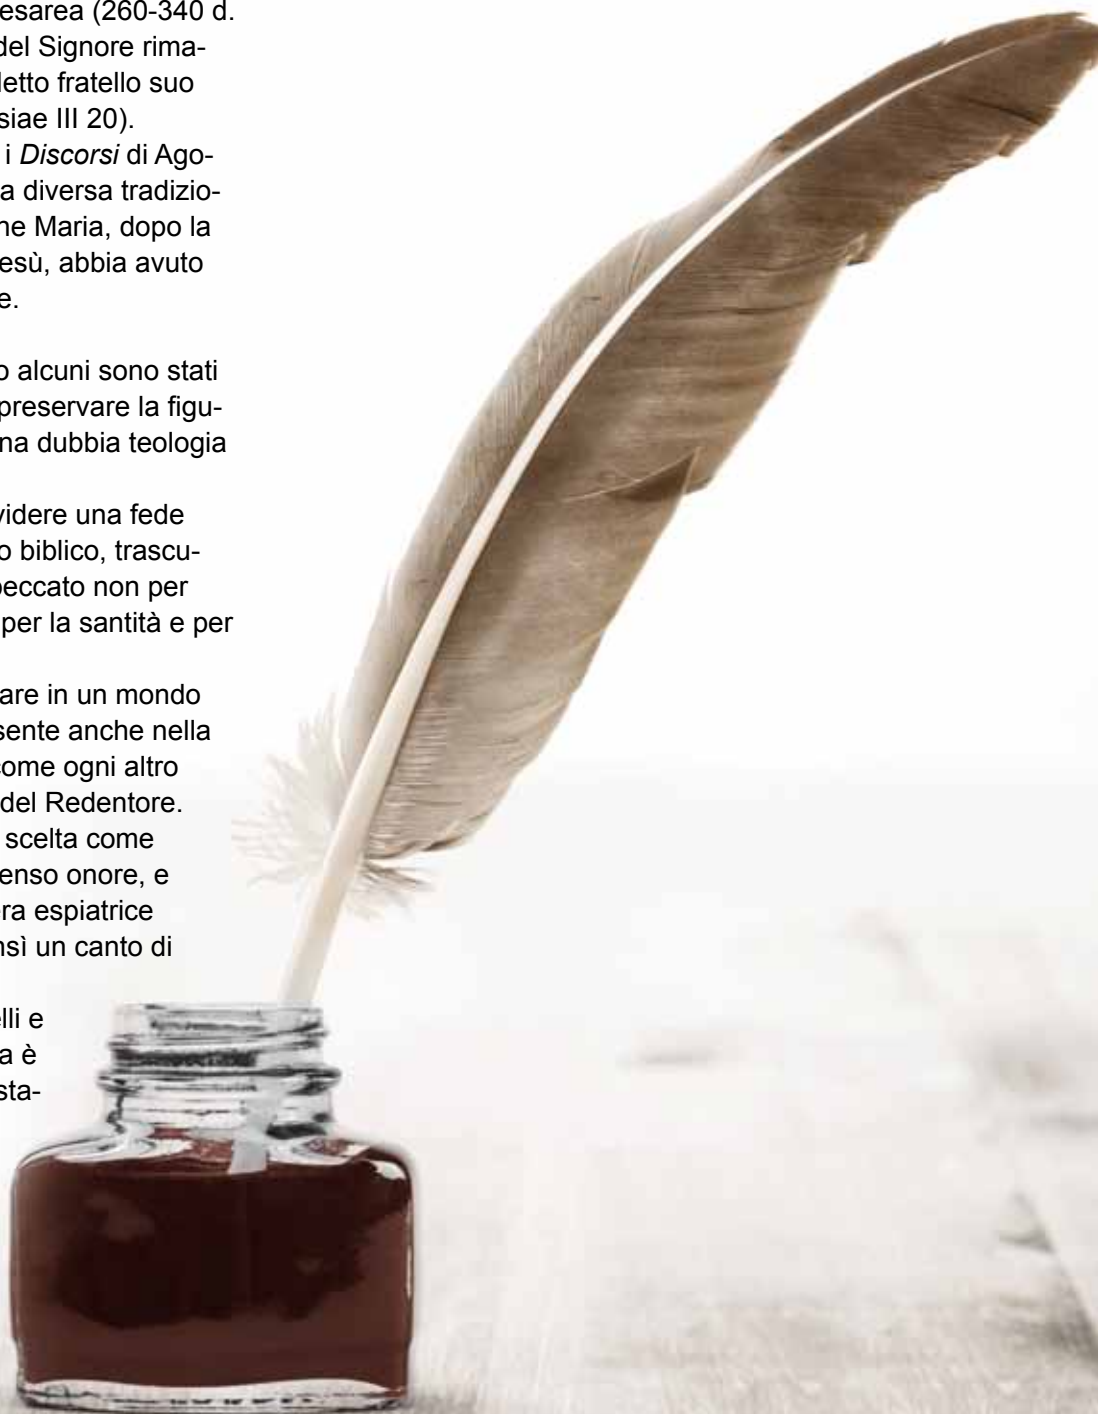 esarea (260-340 d.
del Signore rima-
letto fratello suo
siae III 20).
i Discorsi di Ago-
a diversa tradizio-
ne Maria, dopo la
esù, abbia avuto
e.
o alcuni sono stati
preservare la figu-
na dubbia teologia
videre una fede
o biblico, trascu-
peccato non per
per la santità e per
are in un mondo
sente anche nella
come ogni altro
del Redentore.
scelta come
enso onore, e
ra espiatrice
nsì un canto di
lli e
a è
sta-